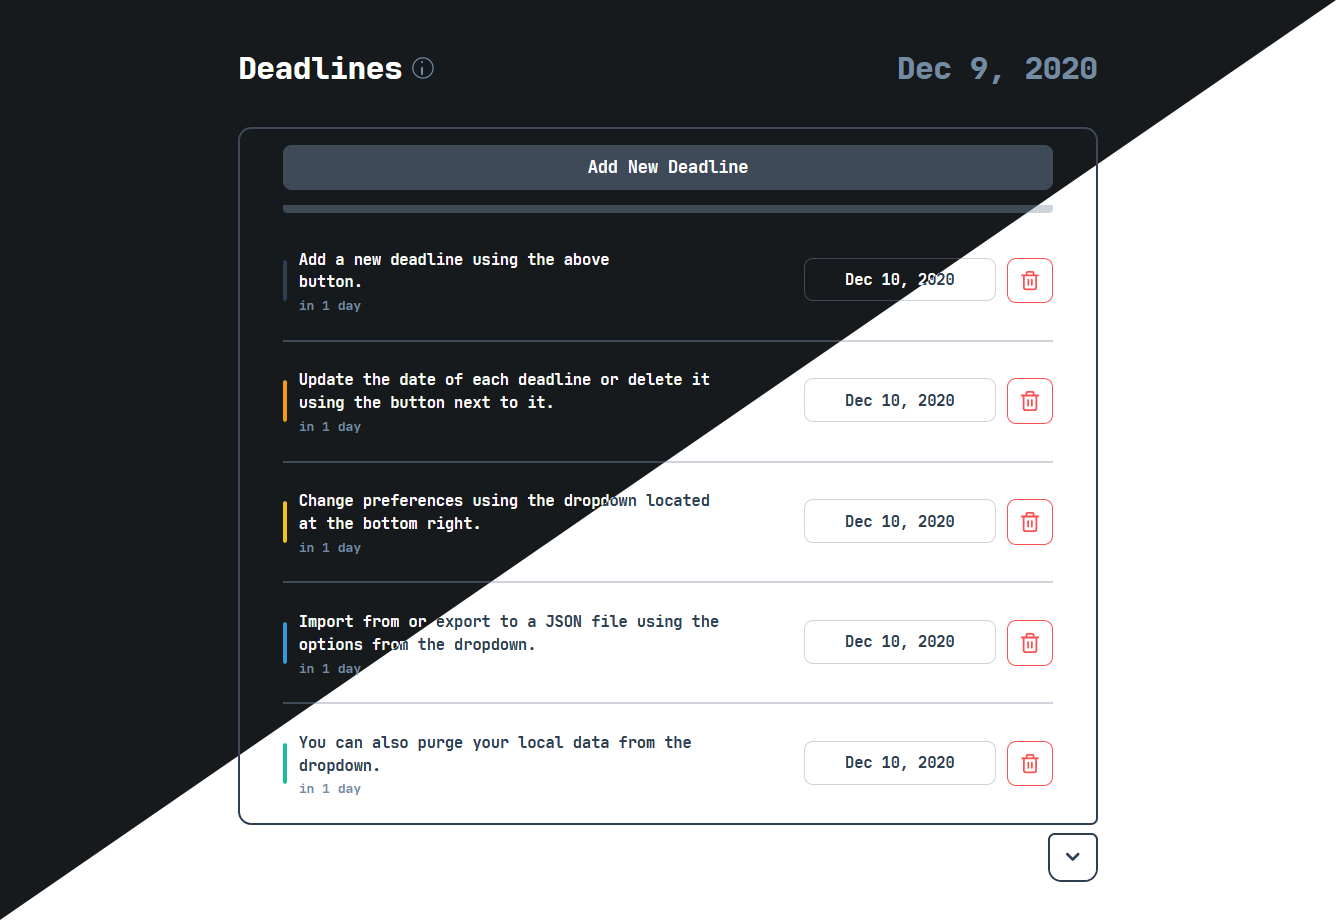 Deadlines
Dec 9, 2020
Add New Deadline
Add a new deadline using the above
button.
in 1 day
Dec 10, 2020
Update the date of each deadline or delete it
using the button next to it.
in 1 day
Dec 10, 2020
Change preferences using the dropdown located
at the bottom right.
in 1 day
Dec 10, 2020
Import from or export to a JSON file using the
options from the dropdown.
in 1 day
Dec 10, 2020
You can also purge your local data from the
dropdown.
in 1 day
Dec 10, 2020